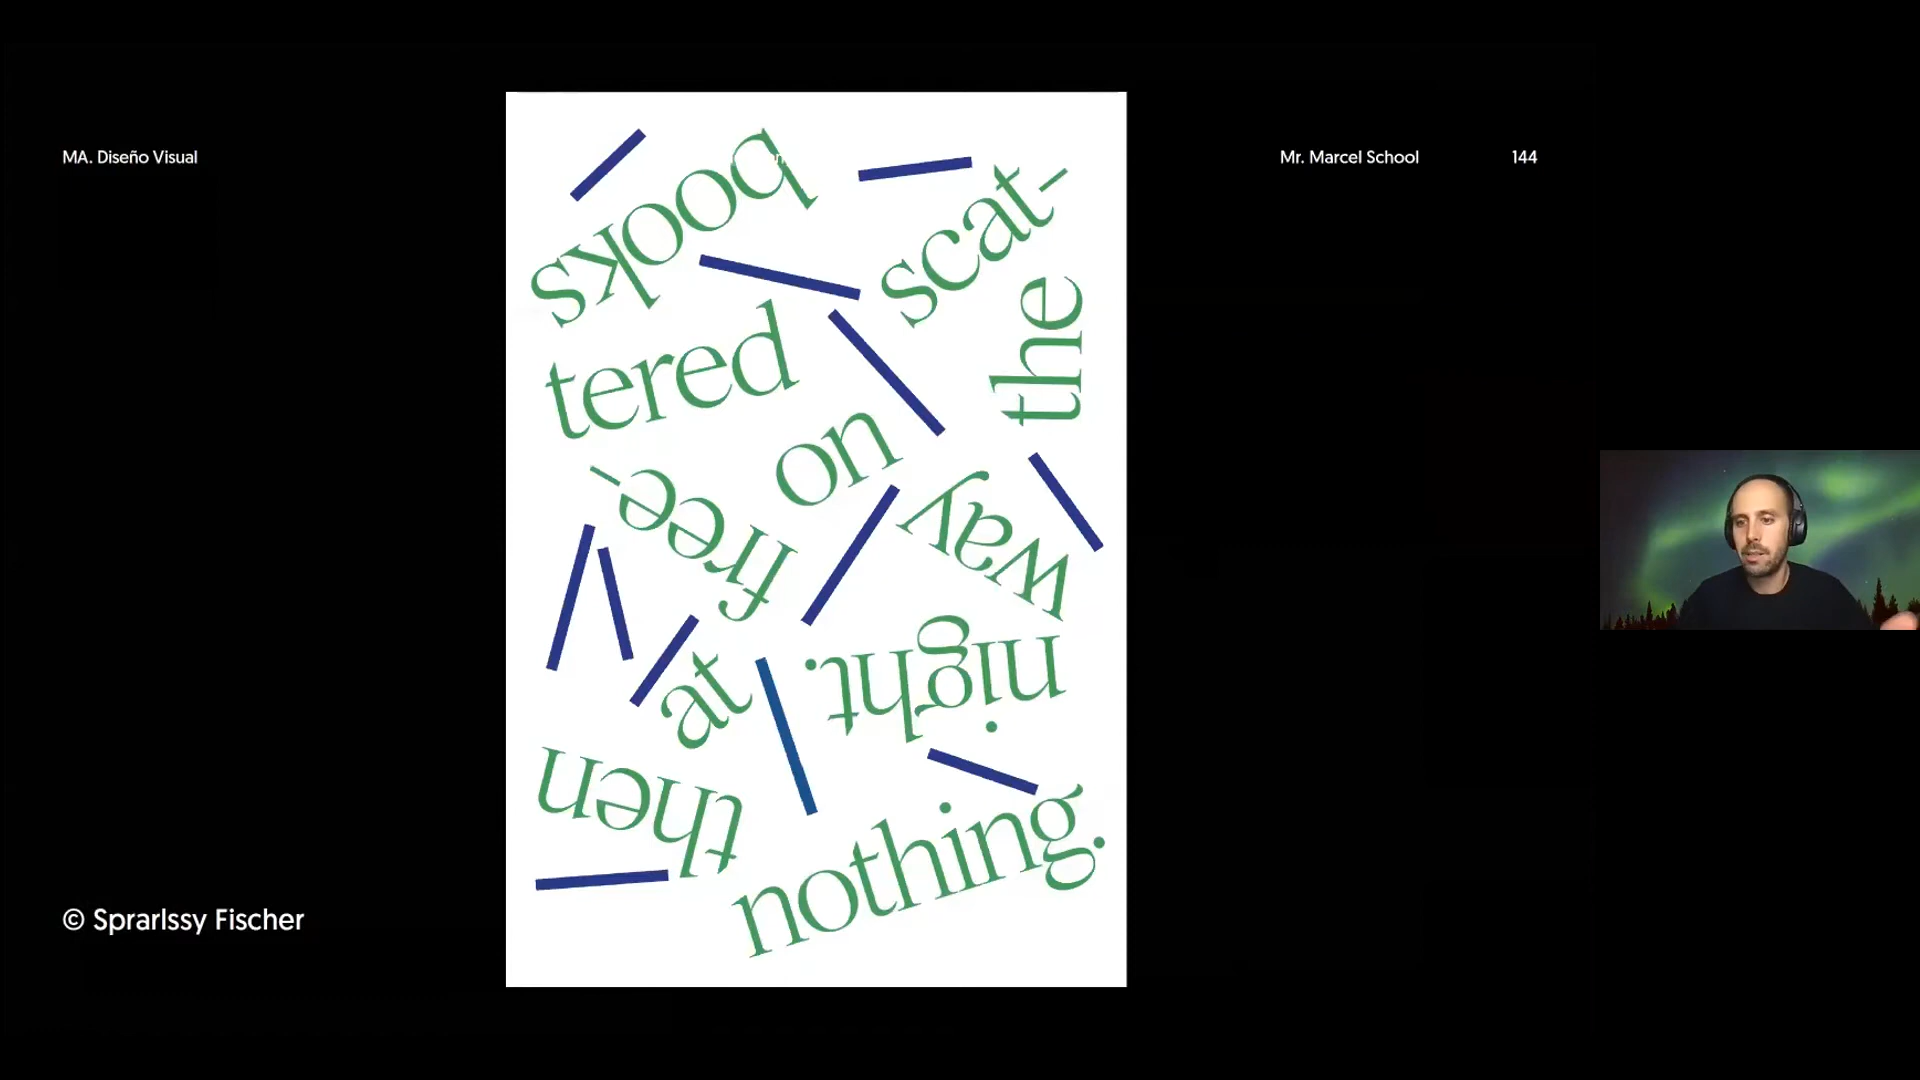 MA. Diseño Visual
Mr. Marcel School
144
books
scat-
tered
the
on
free-
way
at
night.
then
nothing.
© Sprarlssy Fischer